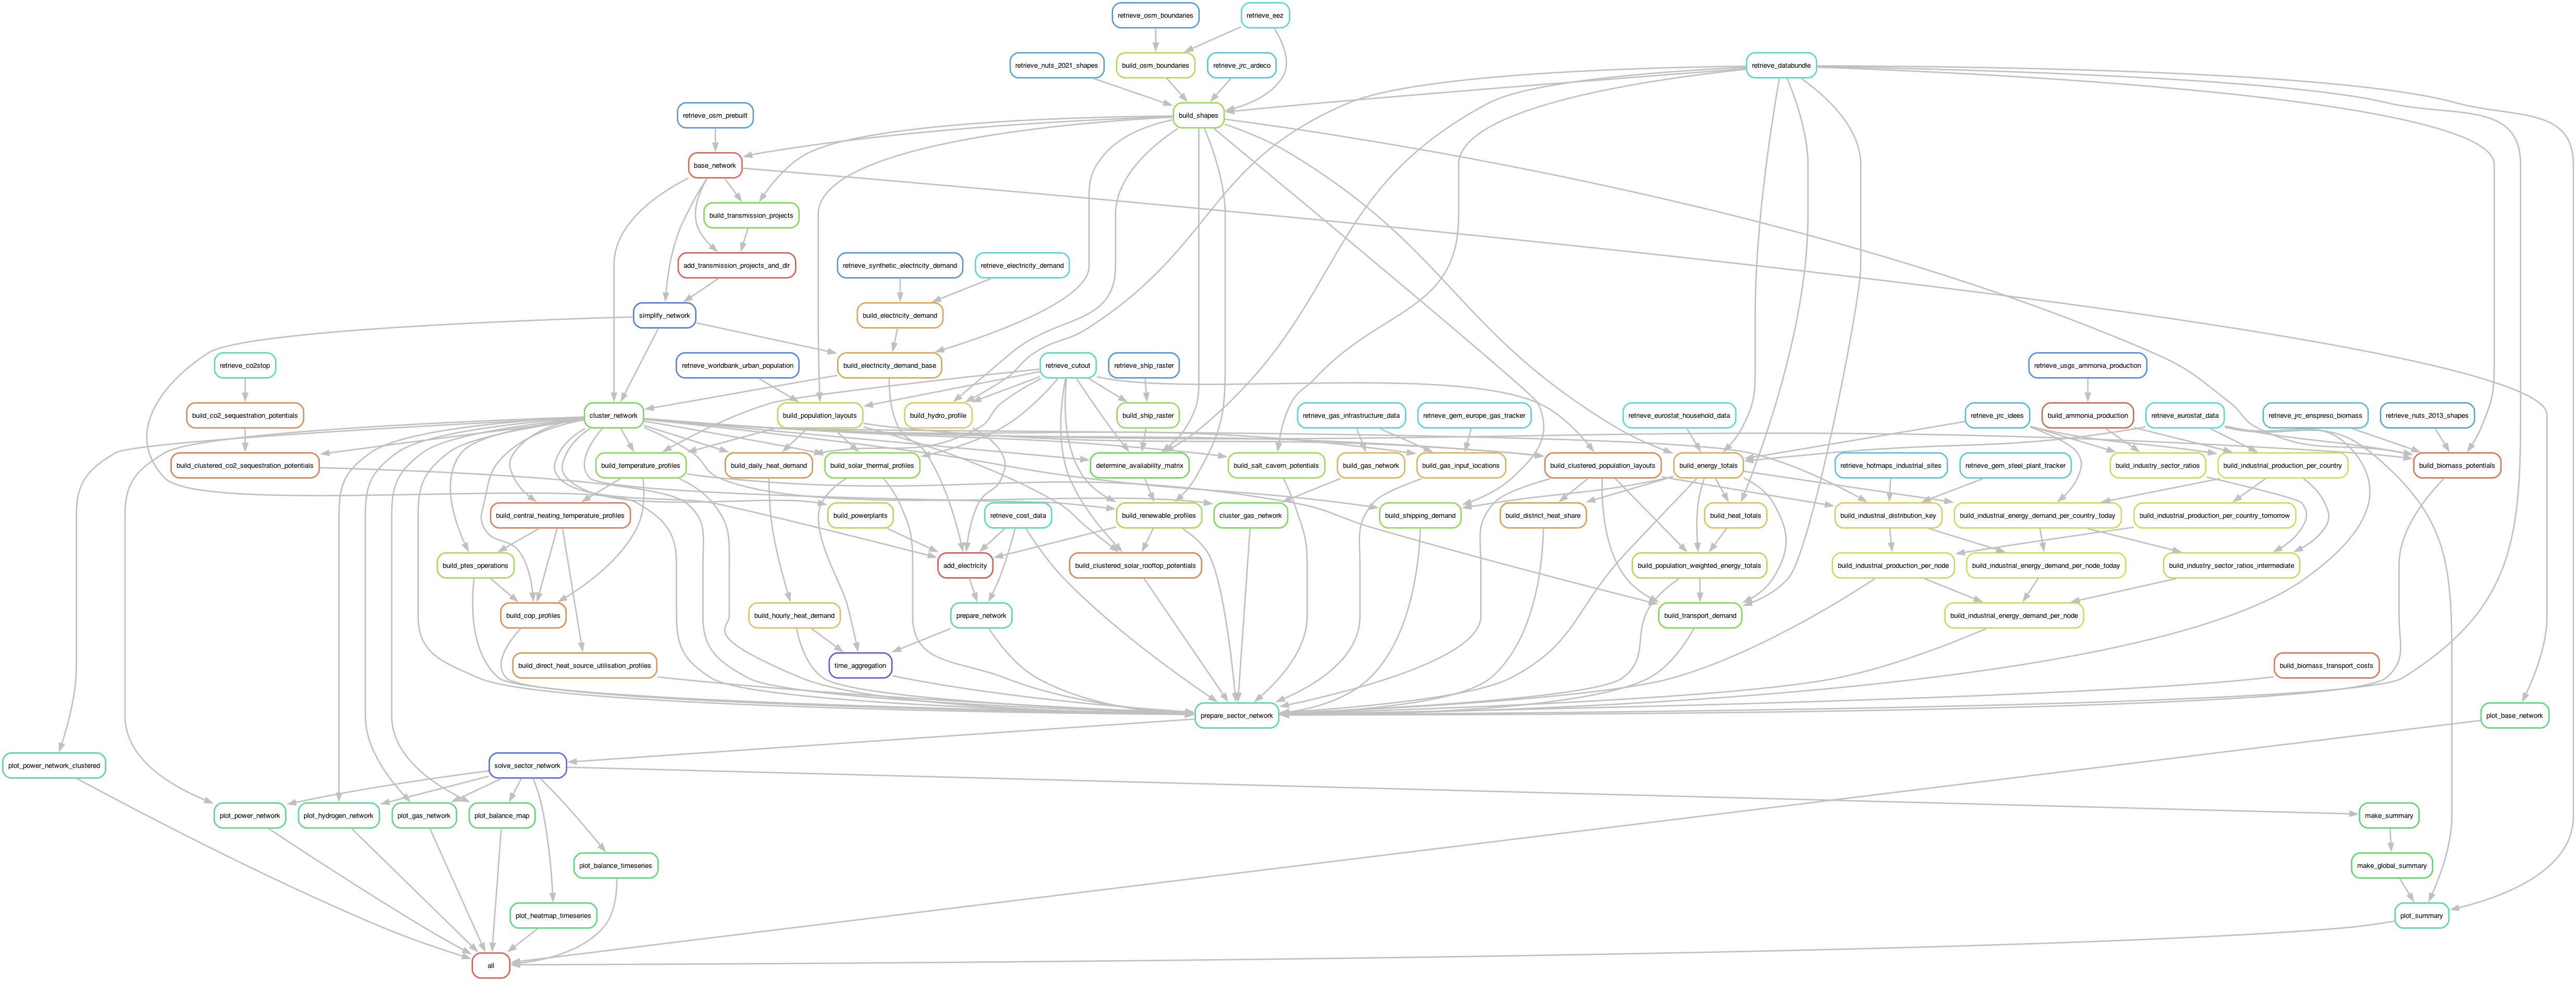 retrieve_osm_boundaries
retrieve_eez
retrieve_nuts_2021_shapes
build_osm_boundaries
retrieve_jrc_ardeco
retrieve_databundle
retrieve_osm_prebuilt
build_shapes
base_network
build_transmission_projects
add_transmission_projects_and_dlr
retrieve_synthetic_electricity_demand
retrieve_electricity_demand
simplify_network
build_electricity_demand
retrieve_co2stop
retrieve_worldbank_urban_population
build_electricity_demand_base
retrieve_cutout
retrieve_ship_raster
retrieve_usgs_ammonia_production
build_co2_sequestration_potentials
cluster_network
build_population_layouts
build_hydro_profile
build_ship_raster
retrieve_gas_infrastructure_data
retrieve_gem_europe_gas_tracker
retrieve_eurostat_household_data
retrieve_jrc_idees
build_ammonia_production
retrieve_eurostat_data
retrieve_jrc_enspreso_biomass
retrieve_nuts_2013_shapes
build_clustered_co2_sequestration_potentials
build_temperature_profiles
build_daily_heat_demand
build_solar_thermal_profiles
determine_availability_matrix
build_salt_cavern_potentials
build_gas_network
build_gas_input_locations
build_clustered_population_layouts
build_energy_totals
retrieve_hotmaps_industrial_sites
retrieve_gem_steel_plant_tracker
build_industry_sector_ratios
build_industrial_production_per_country
build_biomass_potentials
build_central_heating_temperature_profiles
build_powerplants
retrieve_cost_data
build_renewable_profiles
cluster_gas_network
build_shipping_demand
build_district_heat_share
build_heat_totals
build_industrial_distribution_key
build_industrial_energy_demand_per_country_today
build_industrial_production_per_country_tomorrow
build_ptes_operations
add_electricity
build_clustered_solar_rooftop_potentials
build_population_weighted_energy_totals
build_industrial_production_per_node
build_industrial_energy_demand_per_node_today
build_industry_sector_ratios_intermediate
build_cop_profiles
build_hourly_heat_demand
prepare_network
build_transport_demand
build_industrial_energy_demand_per_node
build_direct_heat_source_utilisation_profiles
time_aggregation
build_biomass_transport_costs
prepare_sector_network
plot_base_network
plot_power_network_clustered
solve_sector_network
plot_power_network
plot_hydrogen_network
plot_gas_network
plot_balance_map
make_summary
plot_balance_timeseries
make_global_summary
plot_heatmap_timeseries
plot_summary
all